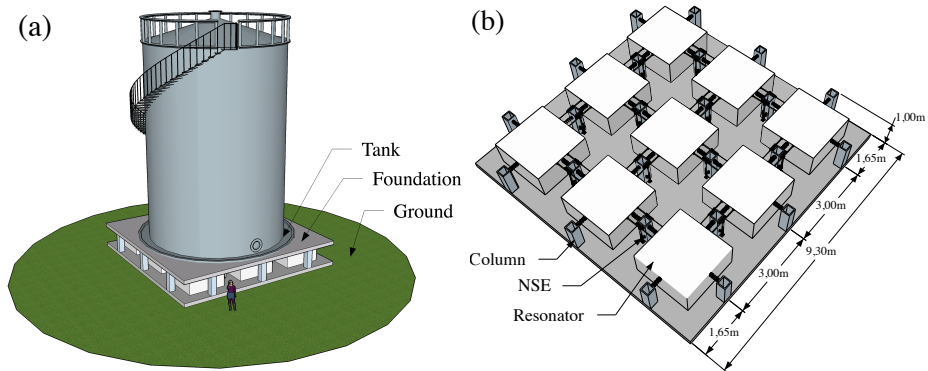 (a)
Tank
Foundation
Ground
(b)
1,00m
1,65m
3,00m
9,30m
3,00m
1,65m
Column
NSE
Resonator